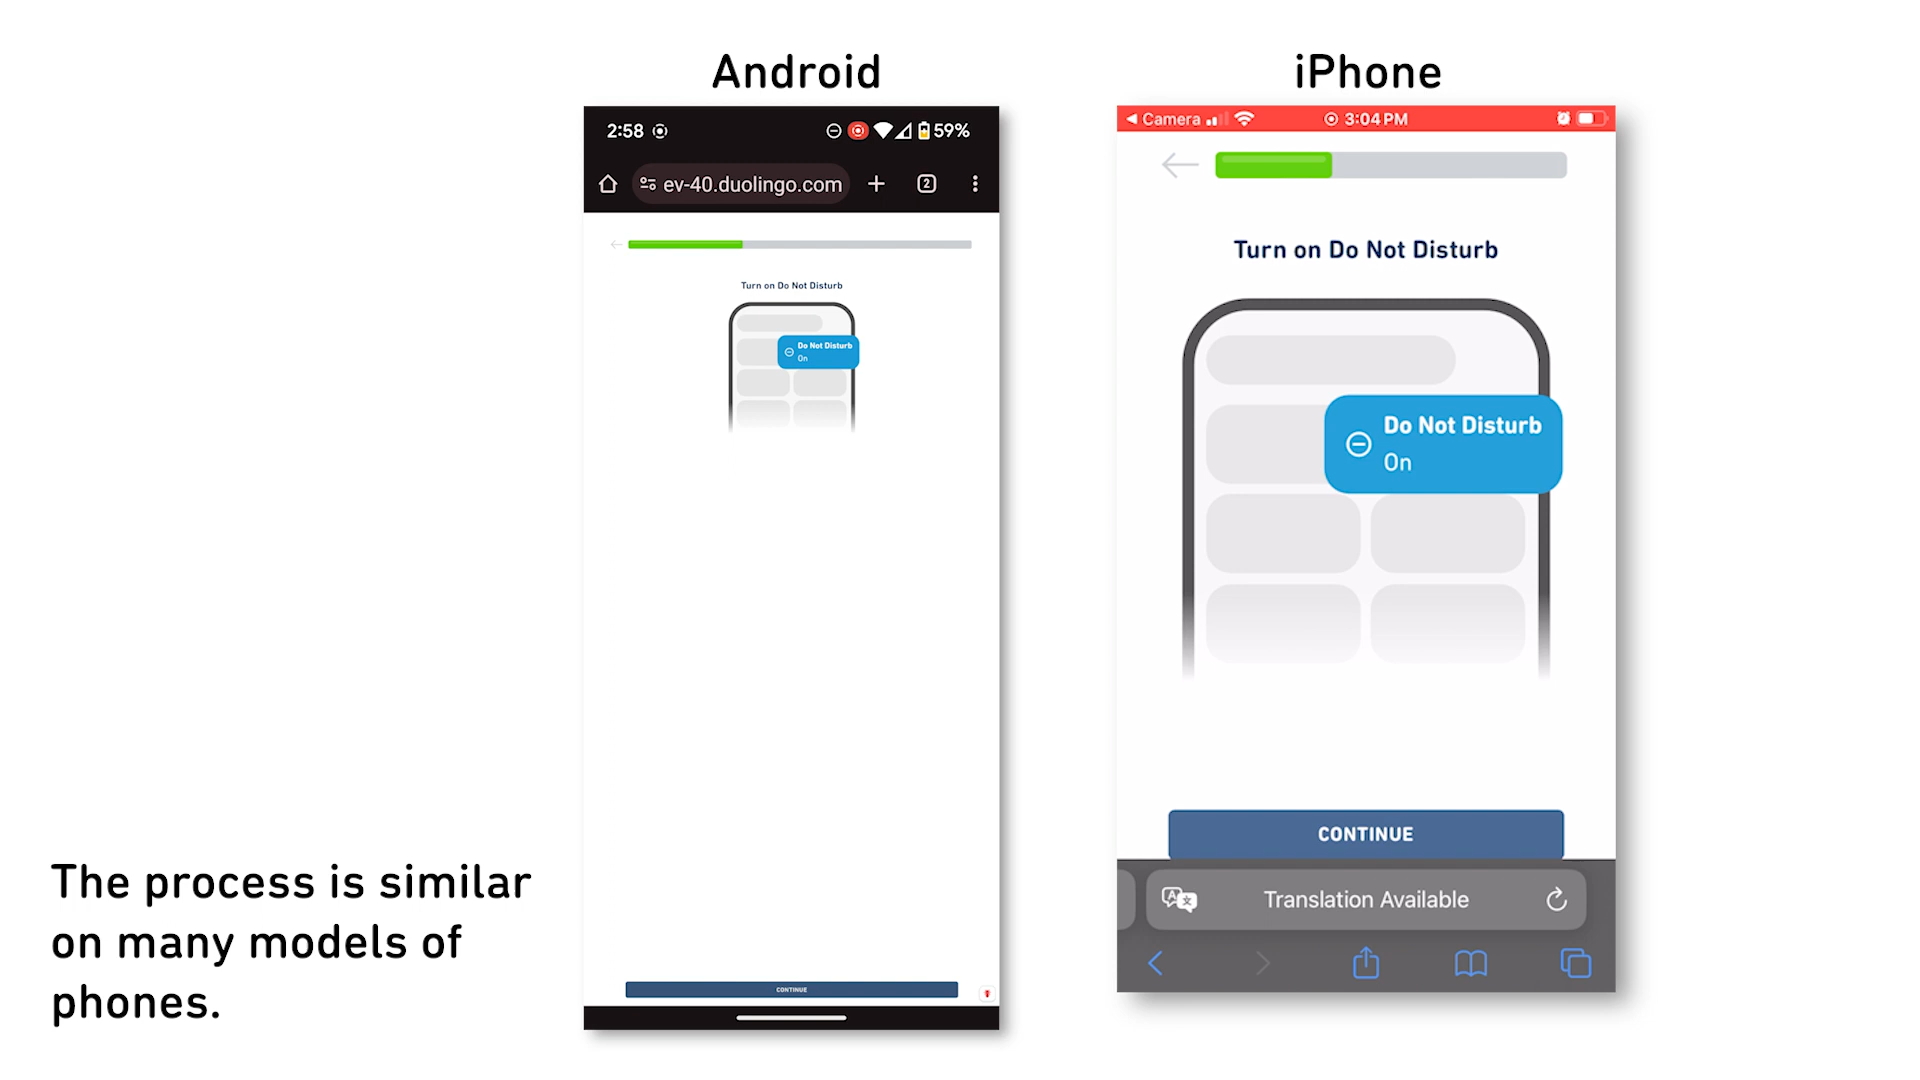 Android
iPhone
2:58
59%
ev-40.duolingo.com
2
Turn on Do Not Disturb
Do Not Disturb
On
CONTINUE
Camera
3:04 PM
Turn on Do Not Disturb
Do Not Disturb
On
CONTINUE
Translation Available
The process is similar
on many models of
phones.